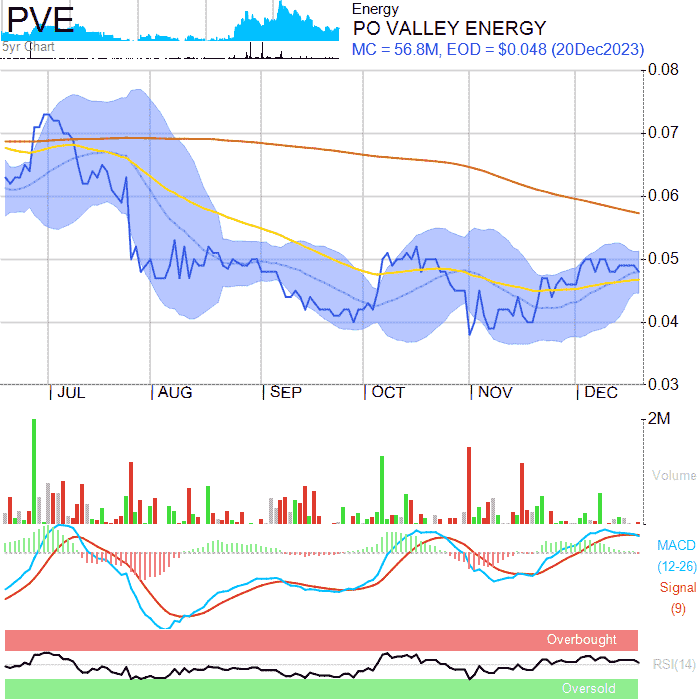 PVE
5yr Chart
Energy
PO VALLEY ENERGY
MC = 56.8M, EOD = $0.048 (20Dec2023)
0.08
0.07
0.06
0.05
0.04
0.03
JUL AUG SEP OCT NOV DEC
2M
Volume
MACD
(12-26)
Signal
(9)
Overbought
RSI(14)
Oversold